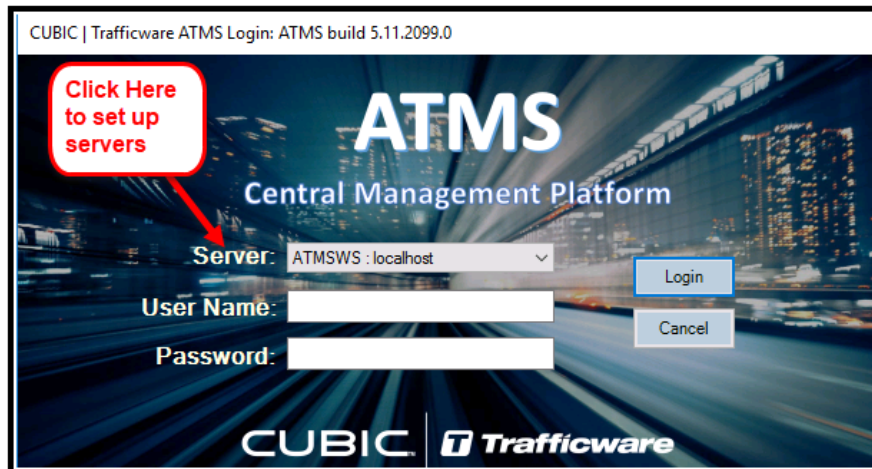 CUBIC | Trafficware ATMS Login: ATMS build 5.11.2099.0
Click Here
to set up
servers
ATMS
Central Management Platform
Server: ATMSWS : localhost
Login
User Name:
Cancel
Password:
CUBIC | Trafficware